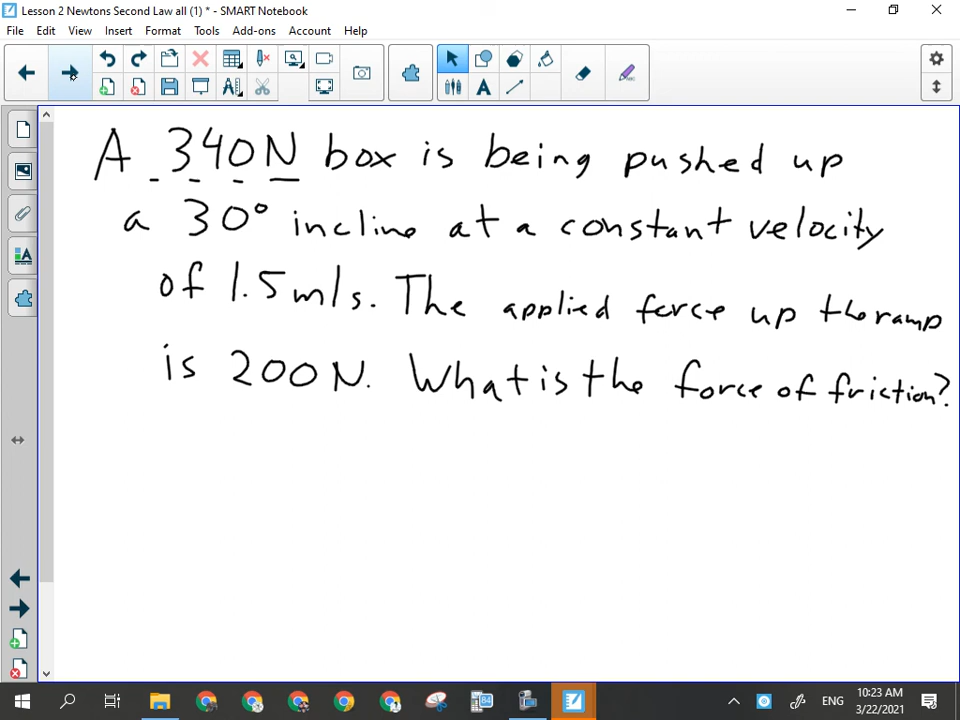 Lesson 2 Newtons Second Law all (1) * - SMART Notebook
File Edit View Insert Format Tools Add-ons Account Help
A 340N box is being pushed up
a 30° incline at a constant velocity
of 1.5m/s. The applied force up the ramp
is 200N. What is the force of friction?
ENG
10:23 AM
3/22/2021